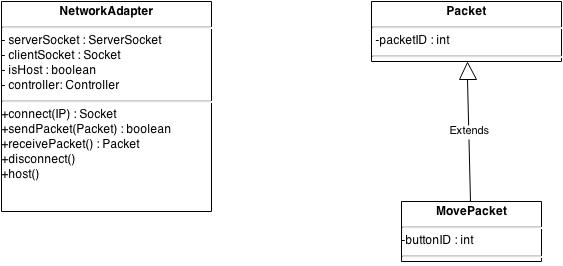 NetworkAdapter
- serverSocket : ServerSocket
- clientSocket : Socket
- isHost : boolean
- controller: Controller
+connect(IP) : Socket
+sendPacket(Packet) : boolean
+receivePacket() : Packet
+disconnect()
+host()
Packet
-packetID : int
Extends
MovePacket
-buttonID : int